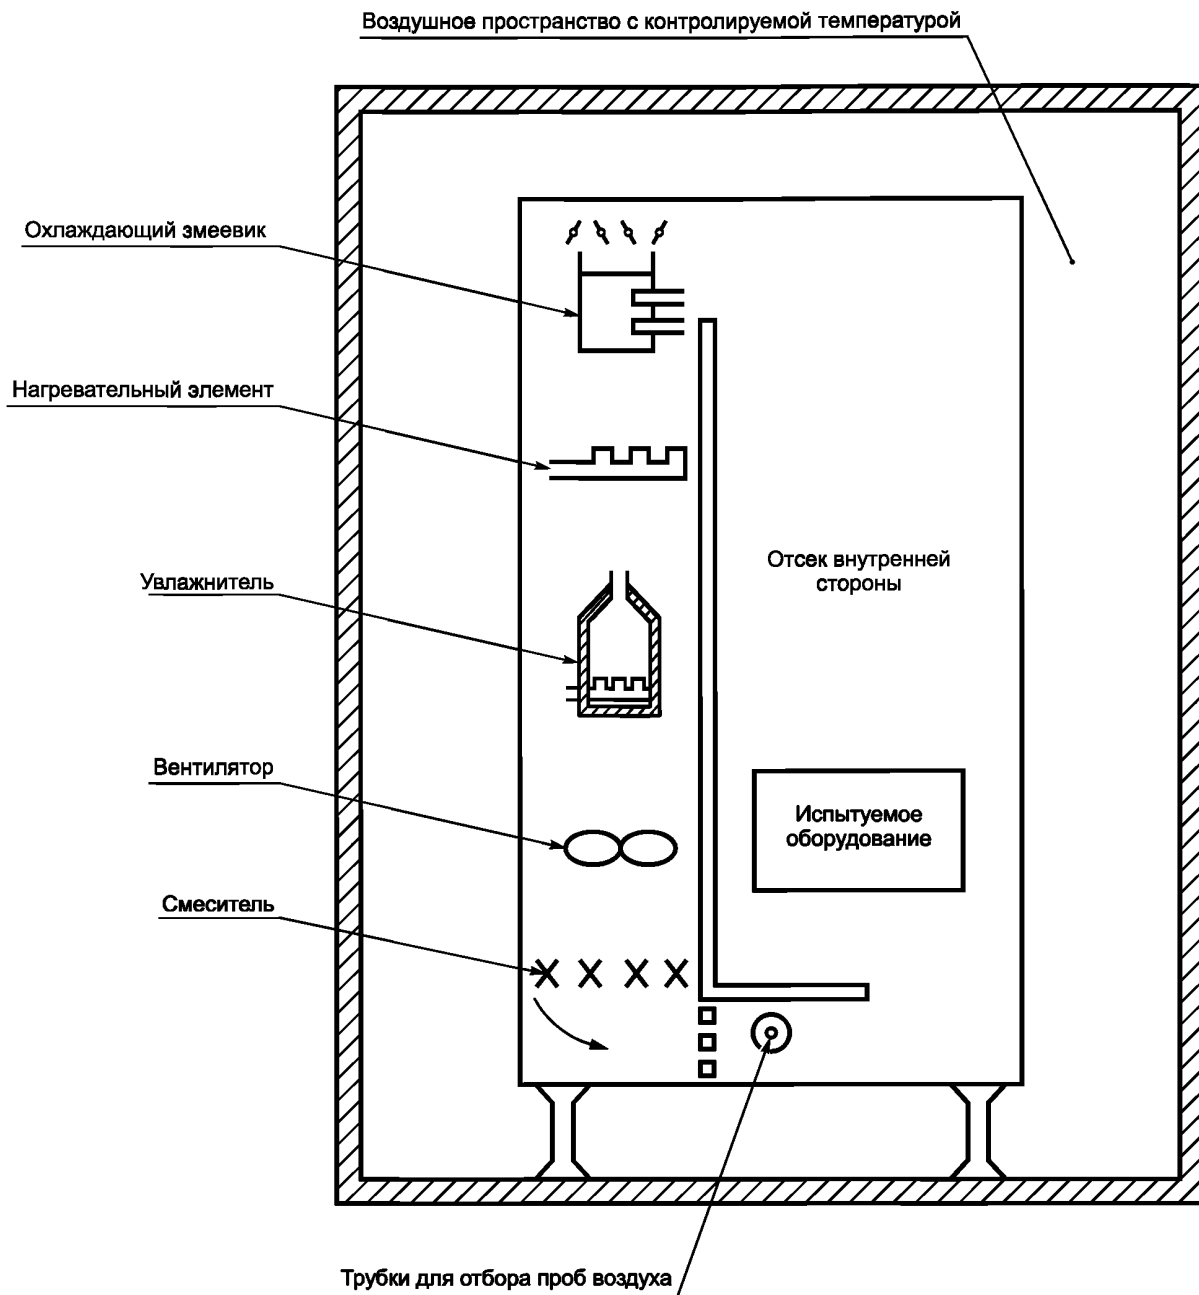 Воздушное пространство с контролируемой температурой
Охлаждающий змеевик
Нагревательный элемент
Отсек внутренней
стороны
Увлажнитель
Вентилятор
Испытуемое
оборудование
Смеситель
Трубки для отбора проб воздуха